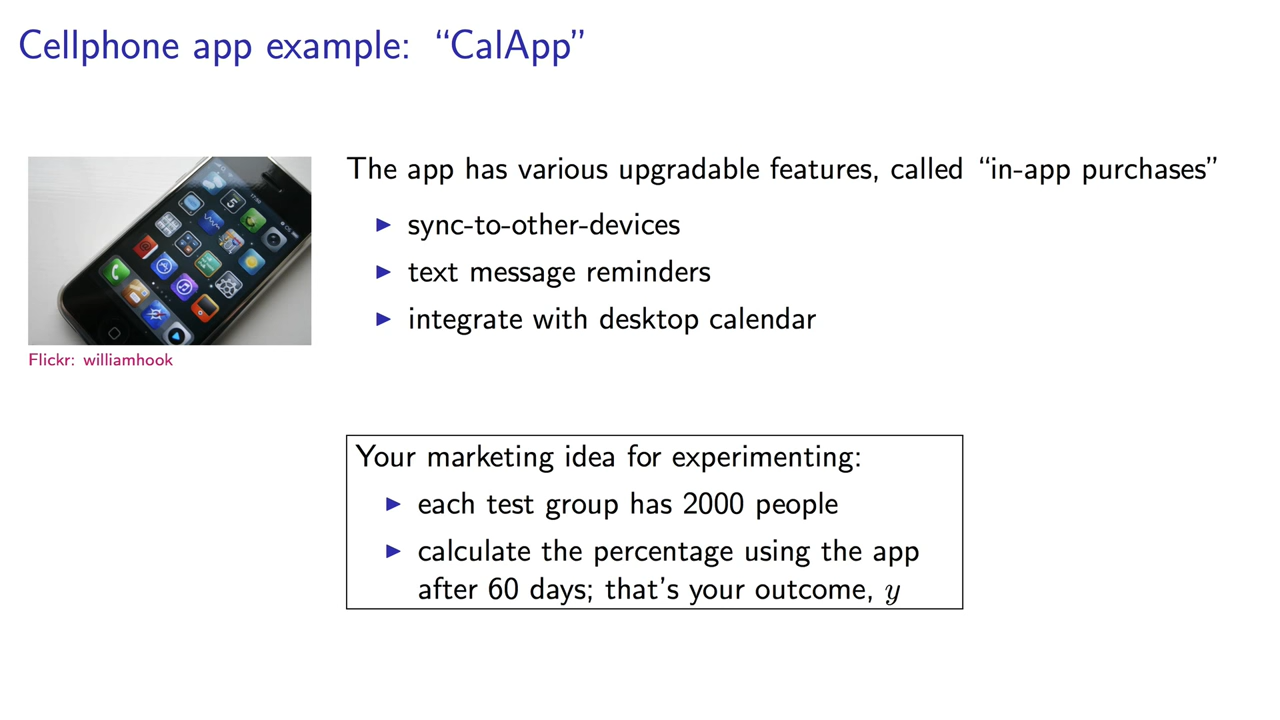 Cellphone app example: “CalApp”
The app has various upgradable features, called “in-app purchases”
▶ sync-to-other-devices
▶ text message reminders
▶ integrate with desktop calendar
Flickr: williamhook
Your marketing idea for experimenting:
▶ each test group has 2000 people
▶ calculate the percentage using the app
after 60 days; that’s your outcome, y